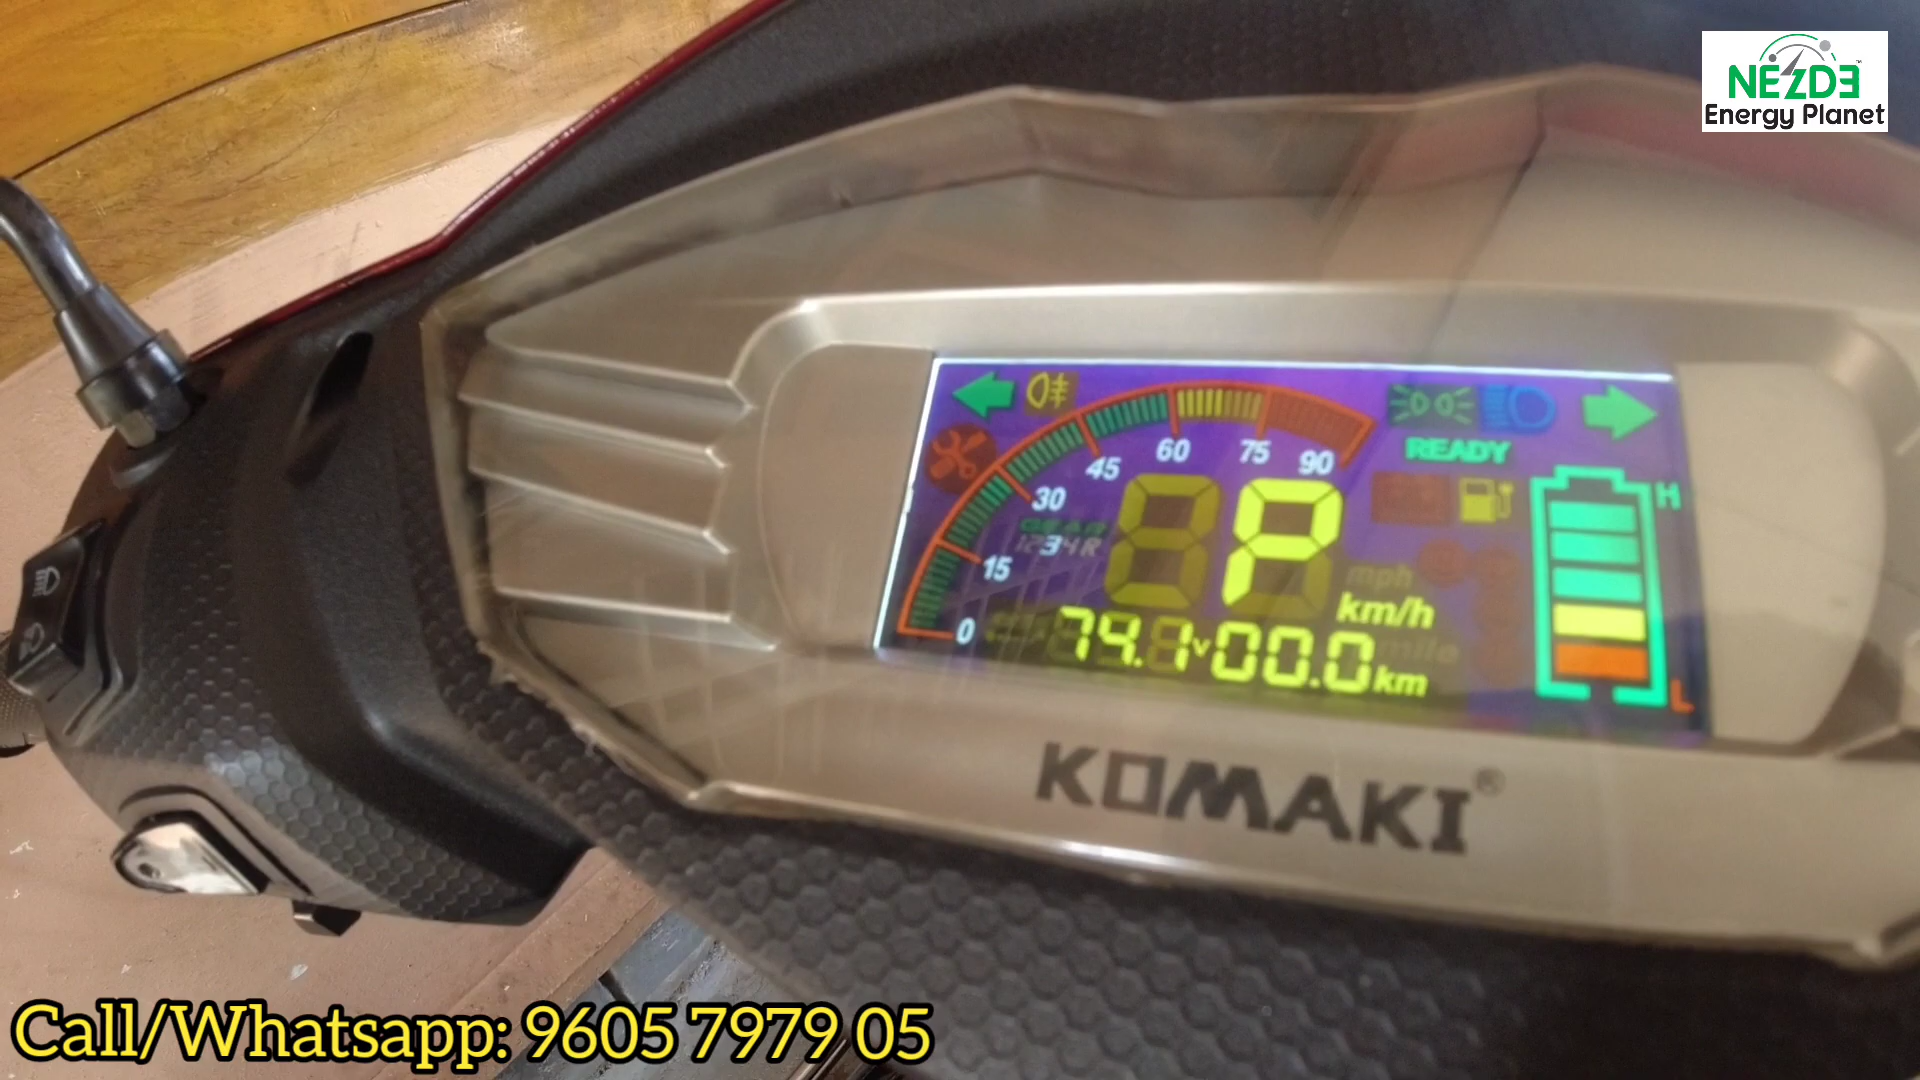 NEZD3™
Energy Planet
READY
0 15 30 45 60 75 90
H
GEAR
1234R
P
mph
km/h
74.1v 00.0 km
mile
L
KOMAKI®
Call/Whatsapp: 9605 7979 05